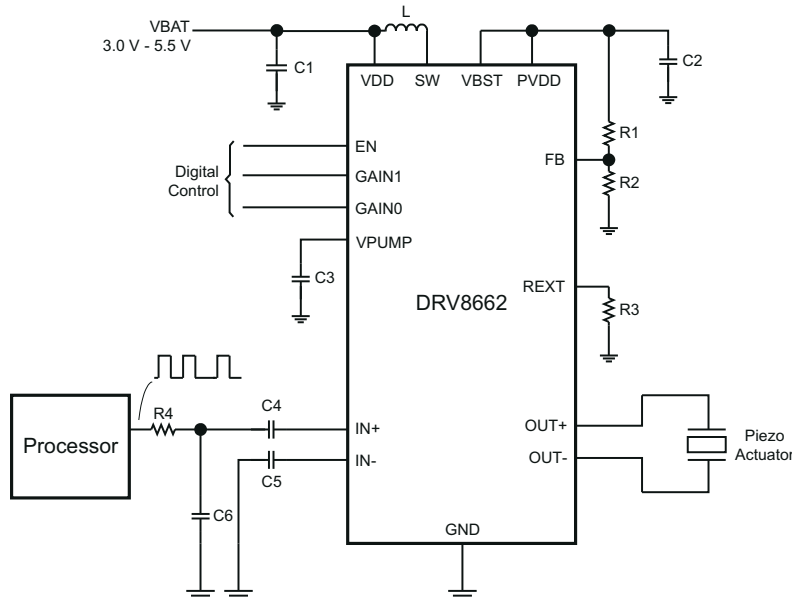 VBAT
3.0 V - 5.5 V
L
C1
C2
VDD
SW
VBST
PVDD
R1
FB
R2
EN
Digital
Control
GAIN1
GAIN0
VPUMP
C3
REXT
R3
DRV8662
Processor
R4
C4
IN+
IN-
C5
C6
OUT+
OUT-
Piezo
Actuator
GND